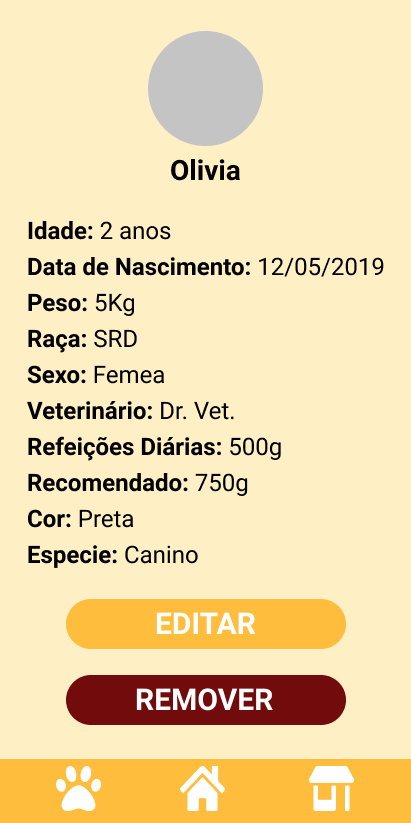 Olivia
Idade: 2 anos
Data de Nascimento: 12/05/2019
Peso: 5Kg
Raça: SRD
Sexo: Femea
Veterinário: Dr. Vet.
Refeições Diárias: 500g
Recomendado: 750g
Cor: Preta
Especie: Canino
EDITAR
REMOVER